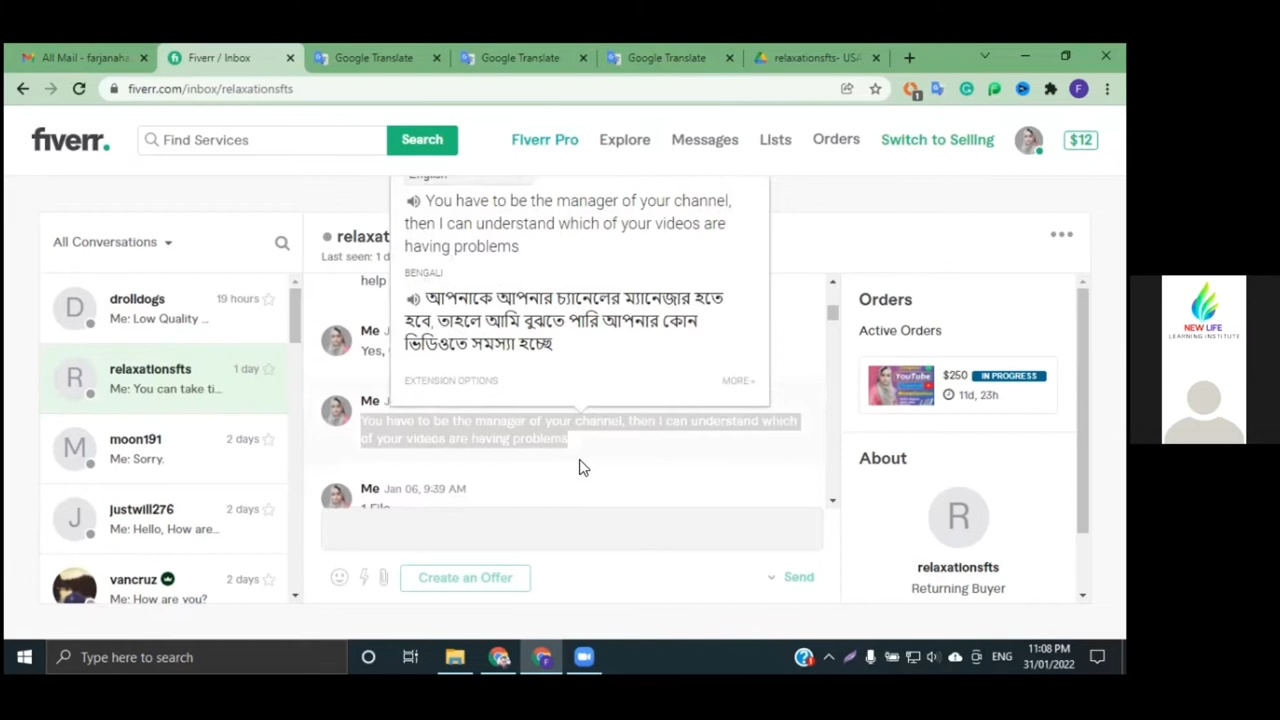 All Mail - farjanaha
Fiverr / Inbox
Google Translate
Google Translate
Google Translate
relaxationsfts- USA
fiverr.com/inbox/relaxationsfts
1
F
fiverr.
Find Services
Search
Fiverr Pro
Explore
Messages
Lists
Orders
Switch to Selling
$12
All Conversations
drolldogs
19 hours
Me: Low Quality ...
relaxationsfts
1 day
Me: You can take ti...
moon191
2 days
Me: Sorry.
justwill276
2 days
Me: Hello, How are...
vancruz
2 days
Me: How are you?
D
R
M
J
relaxat
Last seen: 1 d
help
Me
Yes,
Me
English
You have to be the manager of your channel,
then I can understand which of your videos are
having problems
BENGALI
আপনাকে আপনার চ্যানেলের ম্যানেজার হতে
হবে, তাহলে আমি বুঝতে পারি আপনার কোন
ভিডিওতে সমস্যা হচ্ছে
EXTENSION OPTIONS
MORE »
You have to be the manager of your channel, then I can understand which
of your videos are having problems
Me Jan 06, 9:39 AM
1 File
Create an Offer
Send
Orders
Active Orders
YouTube
$250
IN PROGRESS
11d, 23h
About
R
relaxationsfts
Returning Buyer
NEW LIFE
LEARNING INSTITUTE
Type here to search
ENG
11:08 PM
31/01/2022